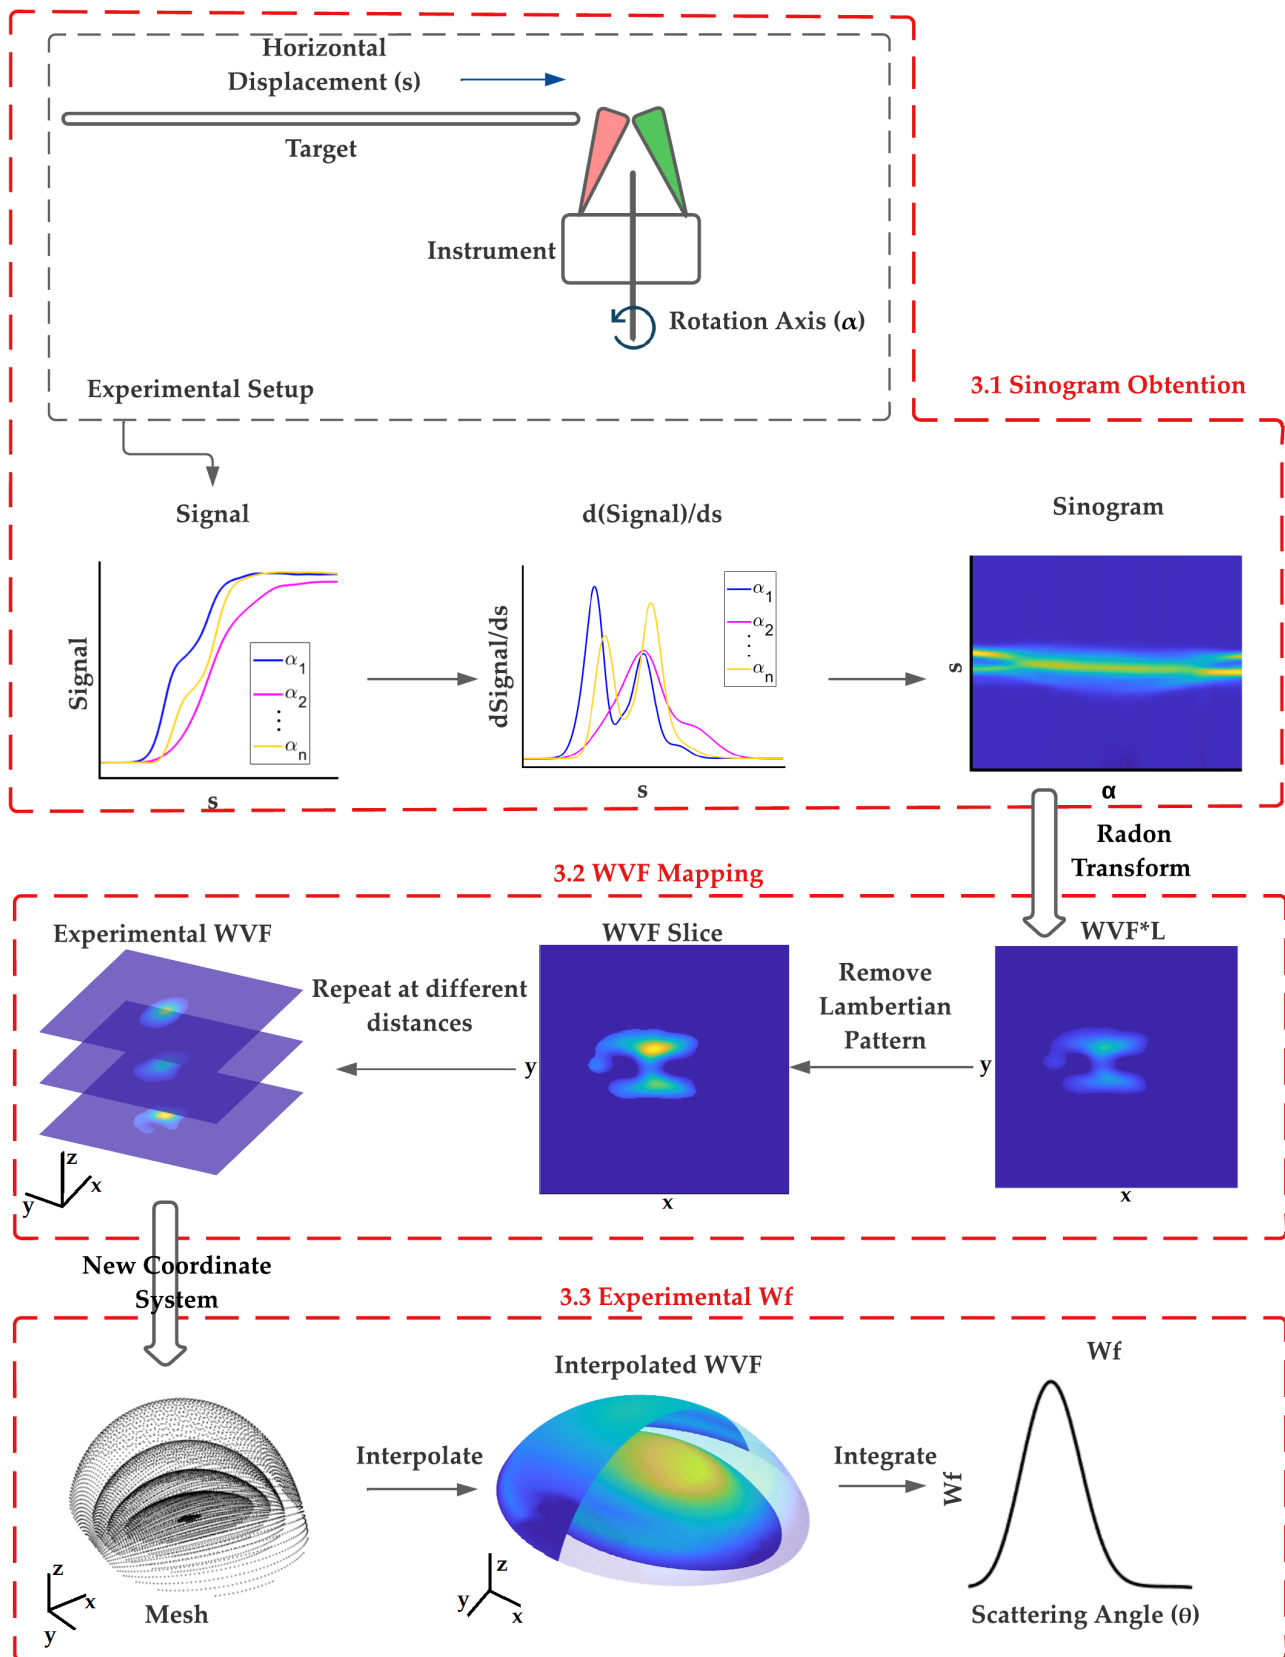 Horizontal
Displacement (s)
Target
Instrument
Rotation Axis (α)
Experimental Setup
3.1 Sinogram Obtention
Signal
d(Signal)/ds
Sinogram
Signal
α1
α2
⋮
αn
s
dSignal/ds
α1
α2
⋮
αn
s
s
α
Radon
Transform
3.2 WVF Mapping
Experimental WVF
WVF Slice
WVF*L
Repeat at different
distances
Remove
Lambertian
Pattern
y
x
y
x
z
x
y
New Coordinate
System
3.3 Experimental Wf
Interpolated WVF
Wf
Interpolate
Integrate
Wf
z
x
y
Mesh
z
y
x
Scattering Angle (θ)